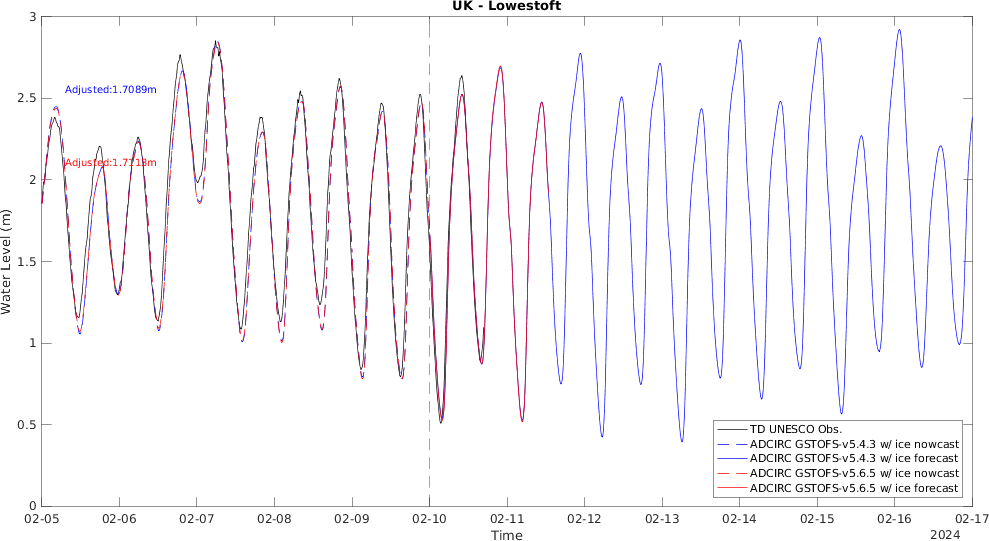 UK - Lowestoft
3
2.5
2
1.5
1
0.5
0
Water Level (m)
Adjusted:1.7089m
Adjusted:1.7113m
TD UNESCO Obs.
ADCIRC GSTOFS-v5.4.3 w/ ice nowcast
ADCIRC GSTOFS-v5.4.3 w/ ice forecast
ADCIRC GSTOFS-v5.6.5 w/ ice nowcast
ADCIRC GSTOFS-v5.6.5 w/ ice forecast
02-05 02-06 02-07 02-08 02-09 02-10 02-11 02-12 02-13 02-14 02-15 02-16 02-17
Time
2024